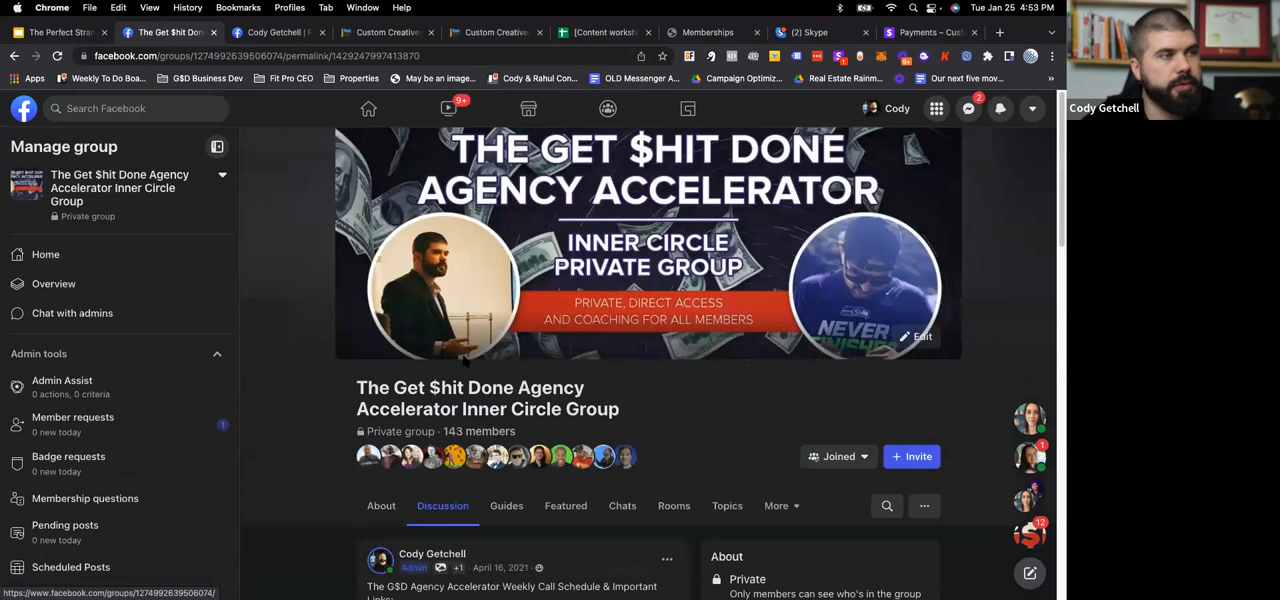 Chrome File Edit View History Bookmarks Profiles Tab Window Help
Tue Jan 25 4:53 PM
The Perfect Stran
The Get $hit Don
Cody Getchell | F
Custom Creative
Custom Creative
[Content worksh
Memberships
Skype
Payments – Cust
facebook.com/groups/1274992639506074/permalink/1429247997413870
Apps
Weekly To Do Boa...
G$D Business Dev
Fit Pro CEO
Properties
May be an image...
Cody & Rahul Con...
OLD Messenger A...
Campaign Optimiz...
Real Estate Rainm...
Our next five mov...
Search Facebook
9+
Cody
2
Manage group
The Get $hit Done Agency
Accelerator Inner Circle
Group
Private group
Home
Overview
Chat with admins
Admin tools
Admin Assist
0 actions, 0 criteria
Member requests
0 new today
1
Badge requests
0 new today
Membership questions
Pending posts
0 new today
Scheduled Posts
https://www.facebook.com/groups/1274992639506074/
THE GET $HIT DONE
AGENCY ACCELERATOR
INNER CIRCLE
PRIVATE GROUP
PRIVATE, DIRECT ACCESS
AND COACHING FOR ALL MEMBERS
NEVER
FINISHED
Edit
The Get $hit Done Agency
Accelerator Inner Circle Group
Private group · 143 members
Joined
+ Invite
About Discussion Guides Featured Chats Rooms Topics More
Cody Getchell
Admin +1 · April 16, 2021
The G$D Agency Accelerator Weekly Call Schedule & Important
Links:
About
Private
Only members can see who's in the group
1
12
Cody Getchell